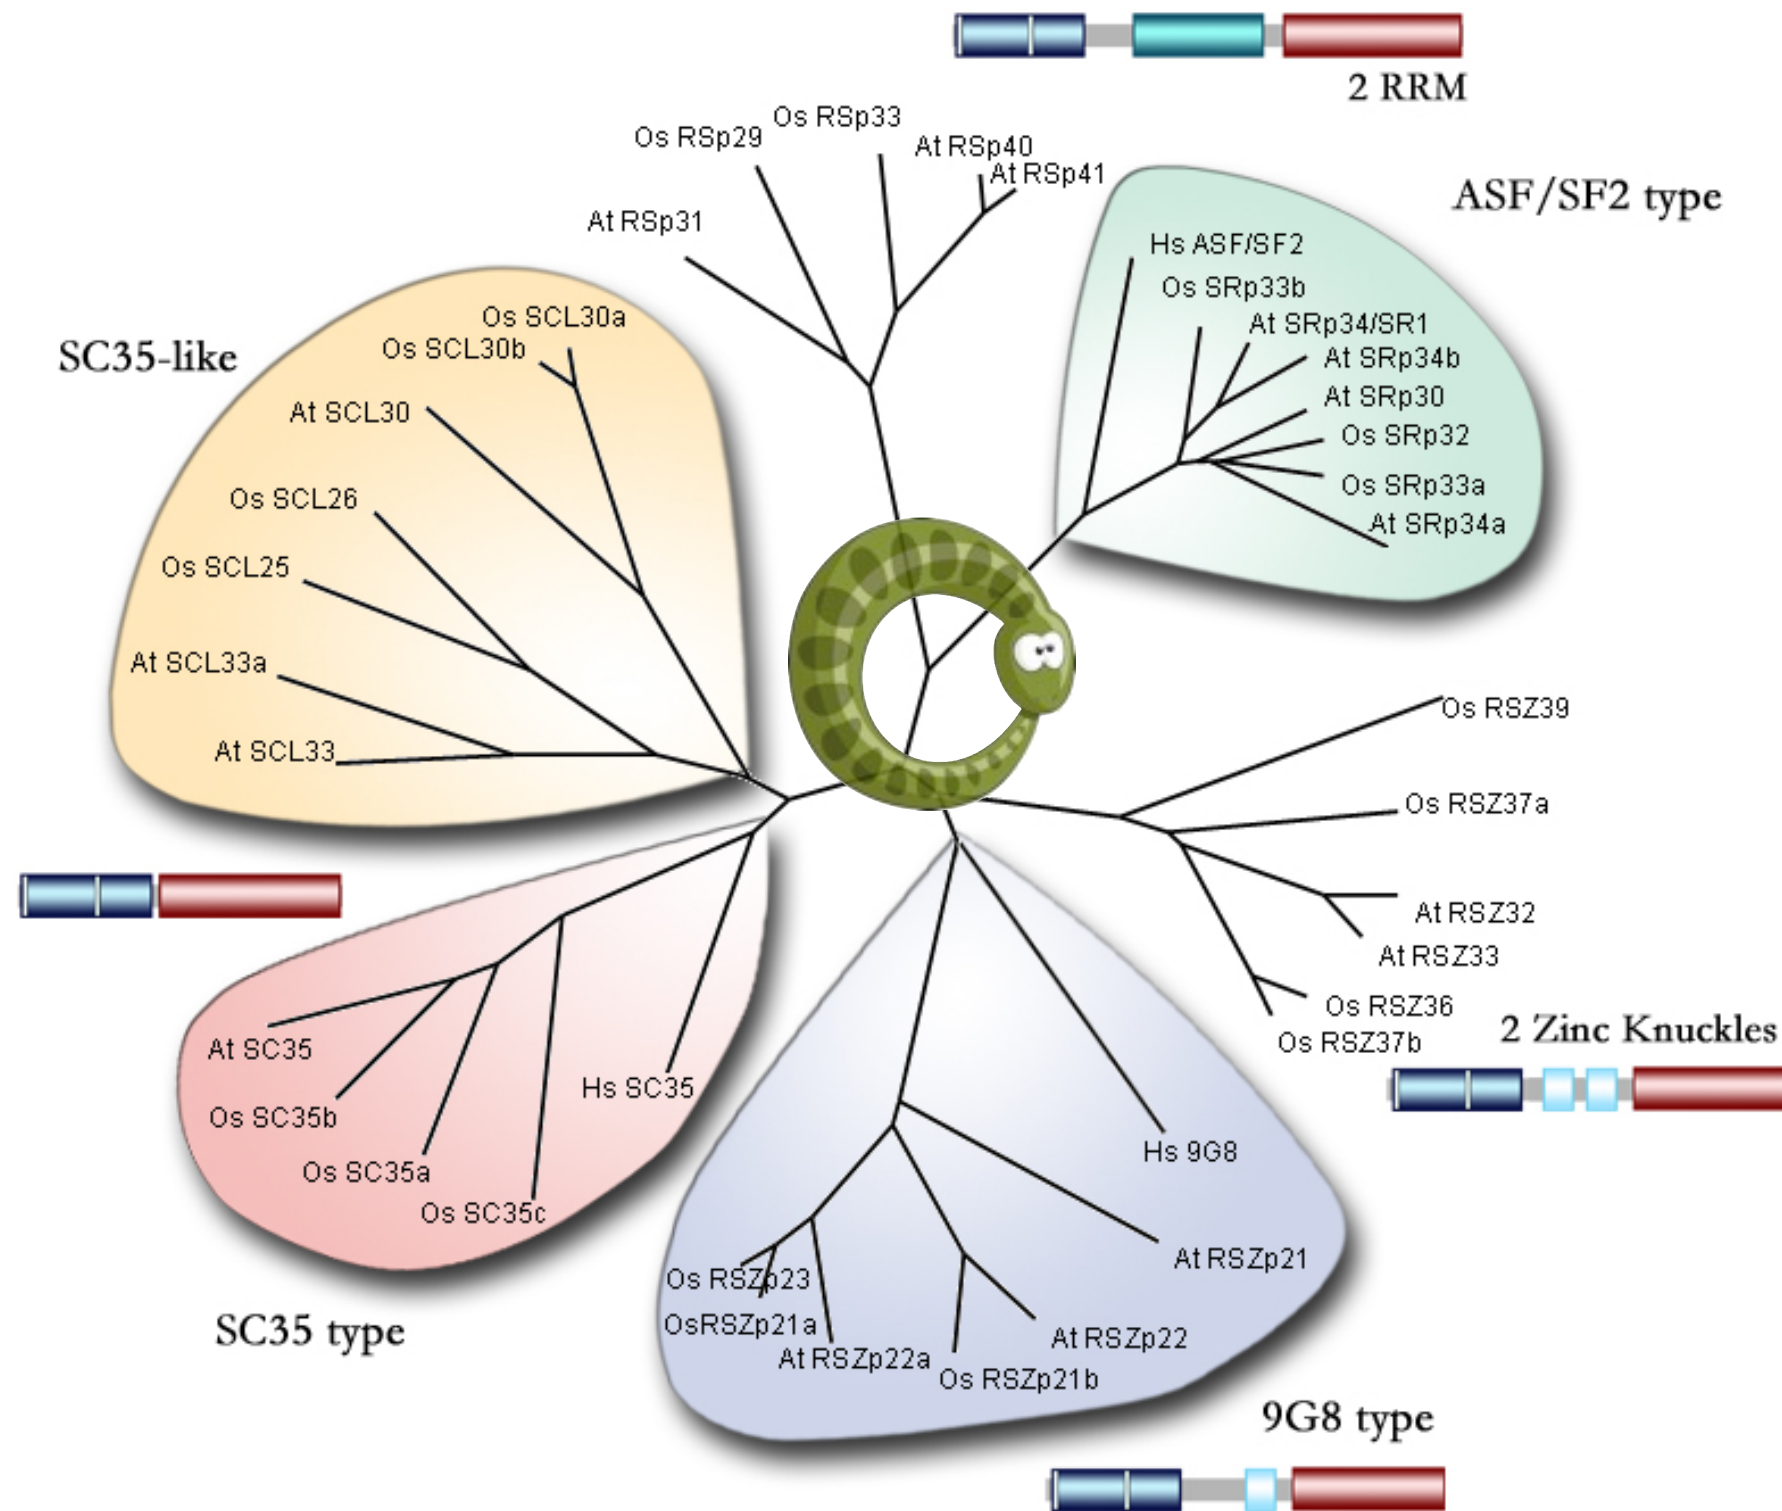 2 RRM
Os RSp29
Os RSp33
At RSp40
At RSp41
At RSp31
ASF/SF2 type
Hs ASF/SF2
Os SRp33b
At SRp34/SR1
At SRp34b
At SRp30
Os SRp32
Os SRp33a
At SRp34a
SC35-like
Os SCL30a
Os SCL30b
At SCL30
Os SCL26
Os SCL25
At SCL33a
At SCL33
Os RSZ39
Os RSZ37a
At RSZ32
At RSZ33
Os RSZ36
Os RSZ37b
2 Zinc Knuckles
At SC35
Os SC35b
Os SC35a
Os SC35c
Hs SC35
SC35 type
Hs 9G8
At RSZp21
Os RSZp23
OsRSZp21a
At RSZp22a
Os RSZp21b
At RSZp22
9G8 type